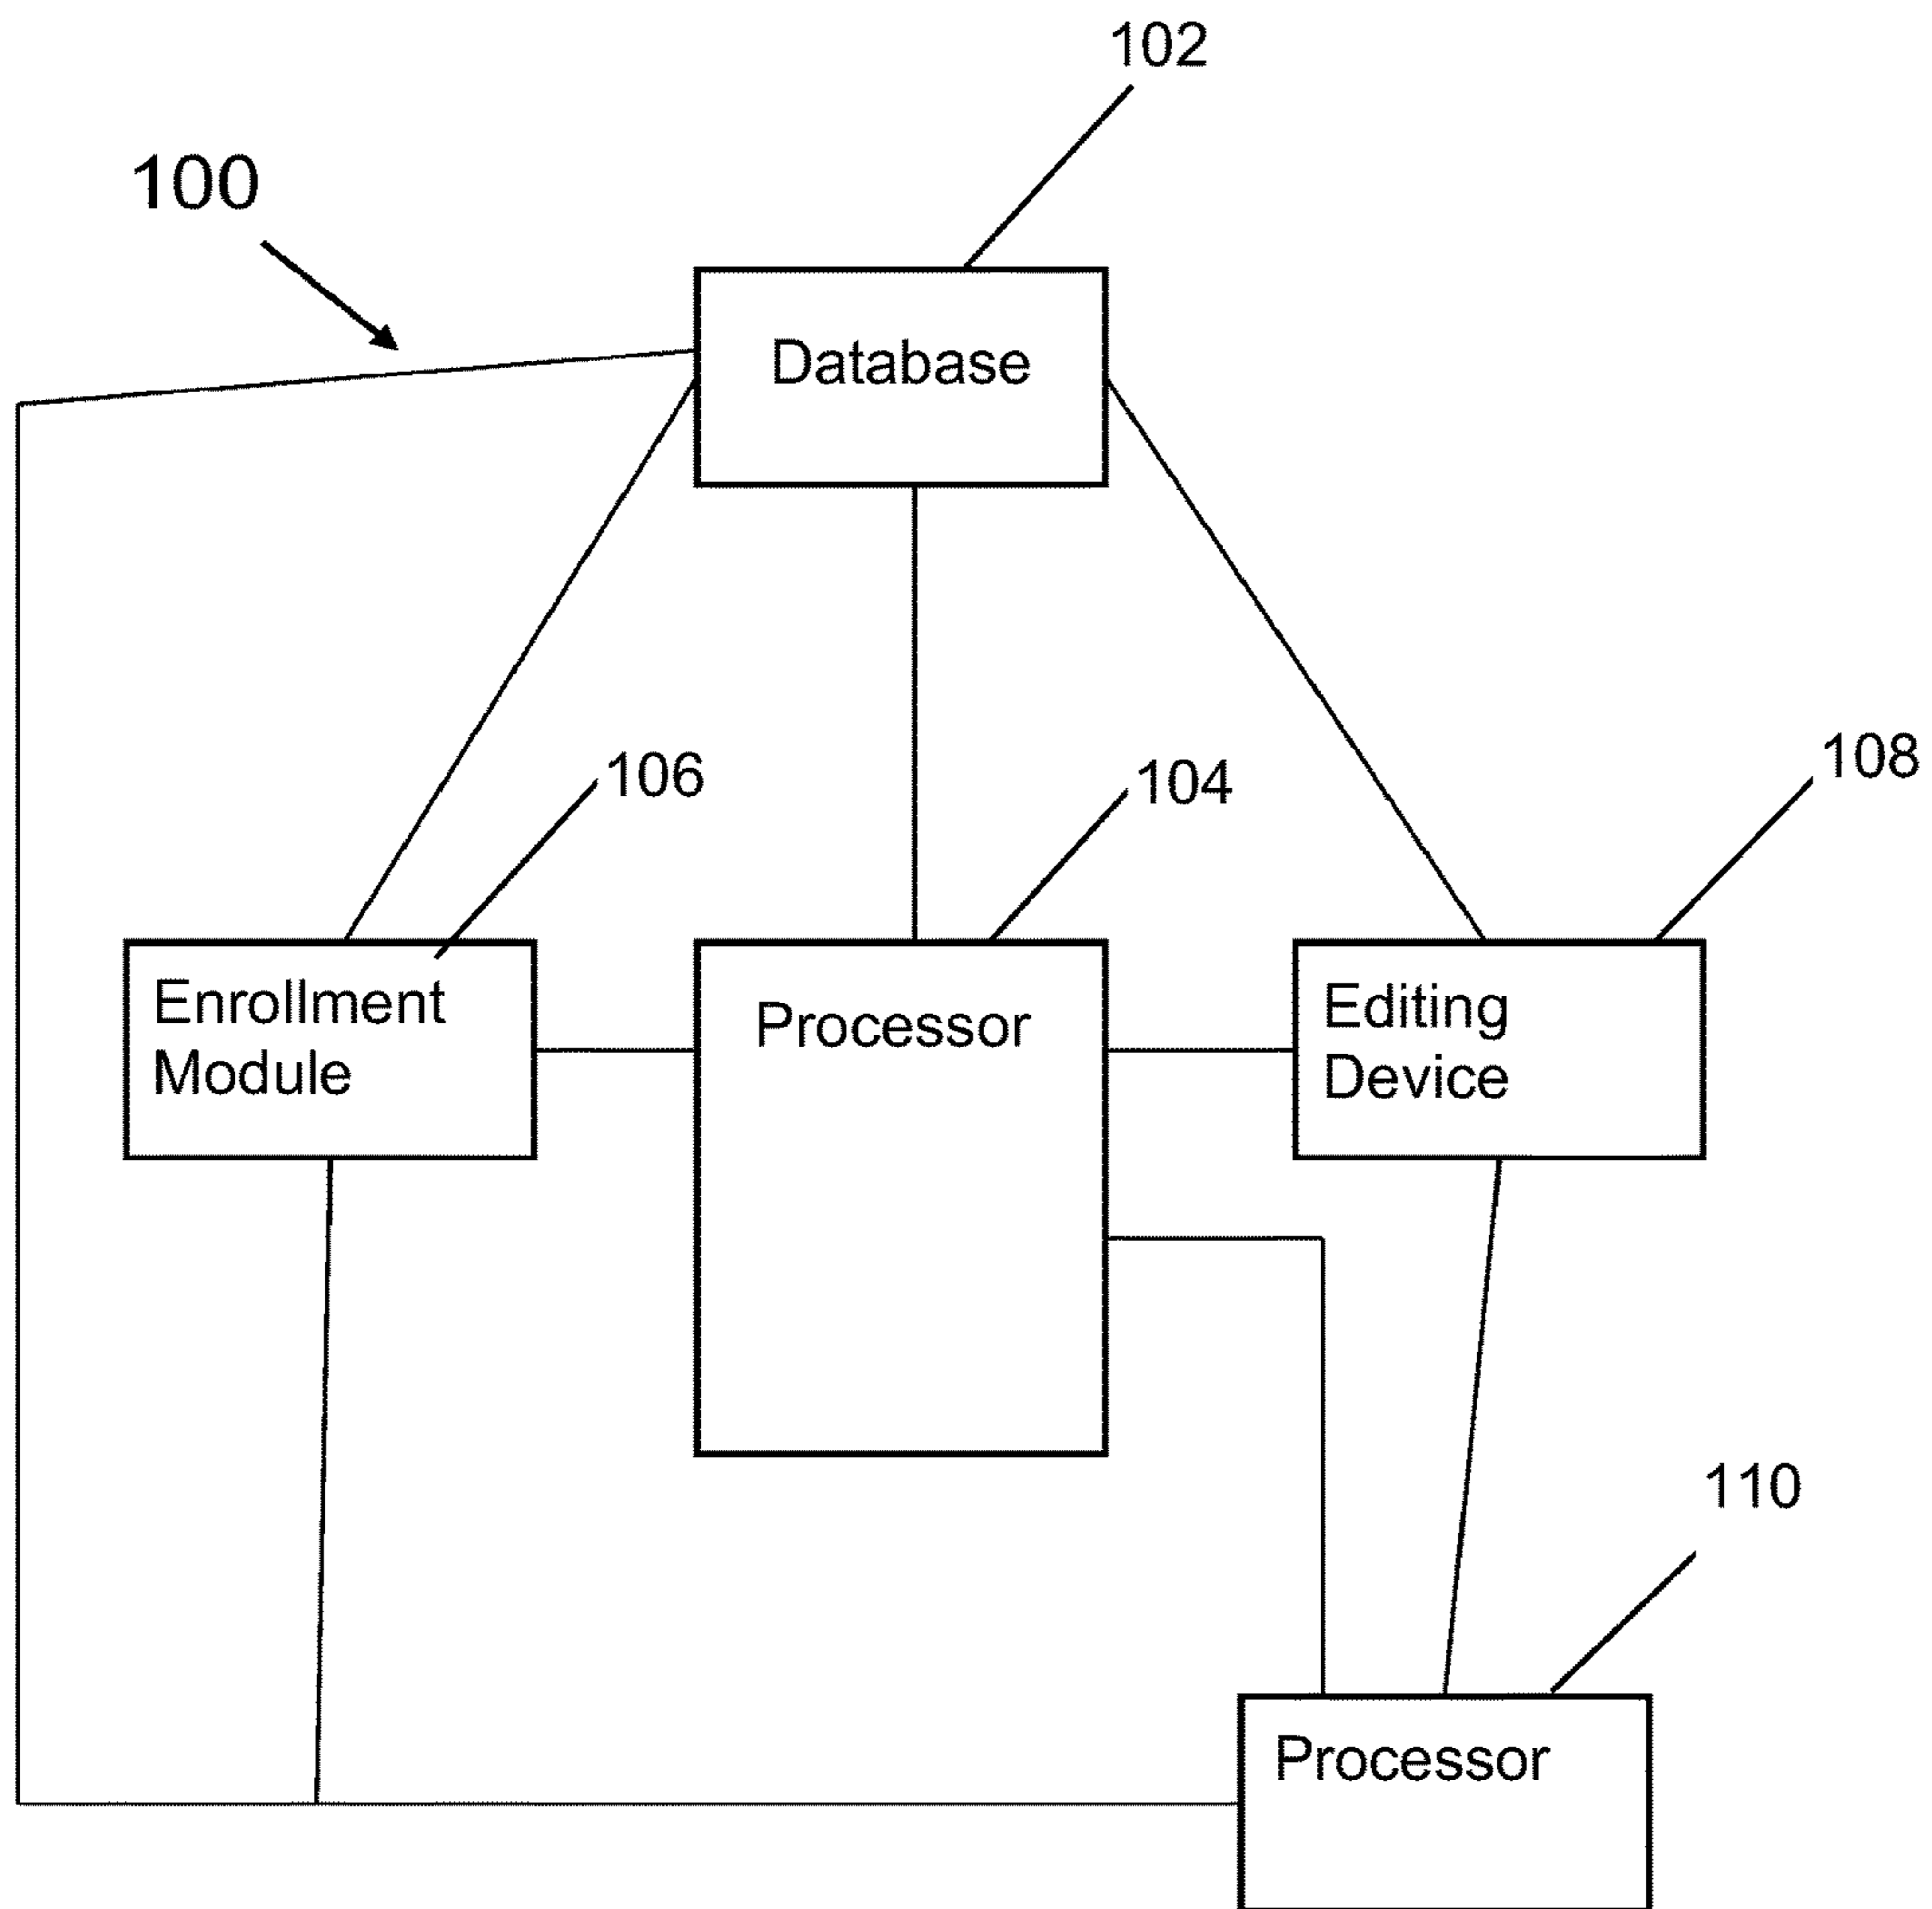 102
100
Database
106
104
108
Enrollment
Module
Processor
Editing
Device
110
Processor